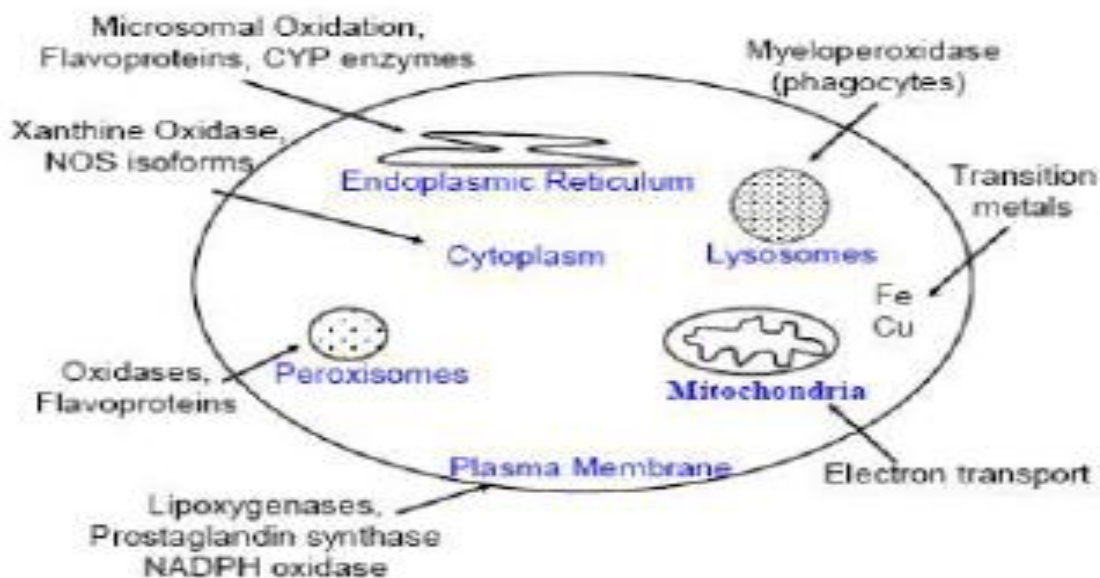 Microsomal Oxidation,
Flavoproteins, CYP enzymes
Myeloperoxidase
(phagocytes)
Xanthine Oxidase,
NOS isoforms
Endoplasmic Reticulum
Transition
metals
Cytoplasm
Lysosomes
Fe
Cu
Oxidases,
Flavoproteins
Peroxisomes
Mitochondria
Plasma Membrane
Electron transport
Lipoxygenases,
Prostaglandin synthase
NADPH oxidase